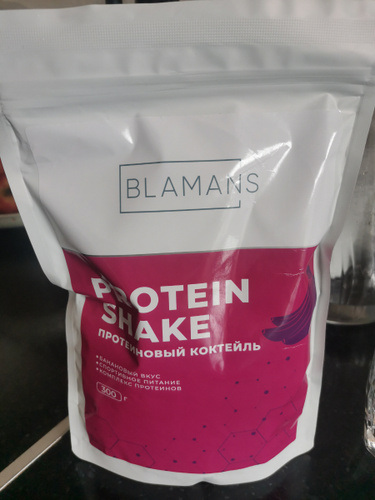 BLAMANS
PROTEIN
SHAKE
ПРОТЕИНОВЫЙ КОКТЕЙЛЬ
•БАНАНОВЫЙ ВКУС
•СПОРТИВНОЕ ПИТАНИЕ
•КОМПЛЕКС ПРОТЕИНОВ
300 г